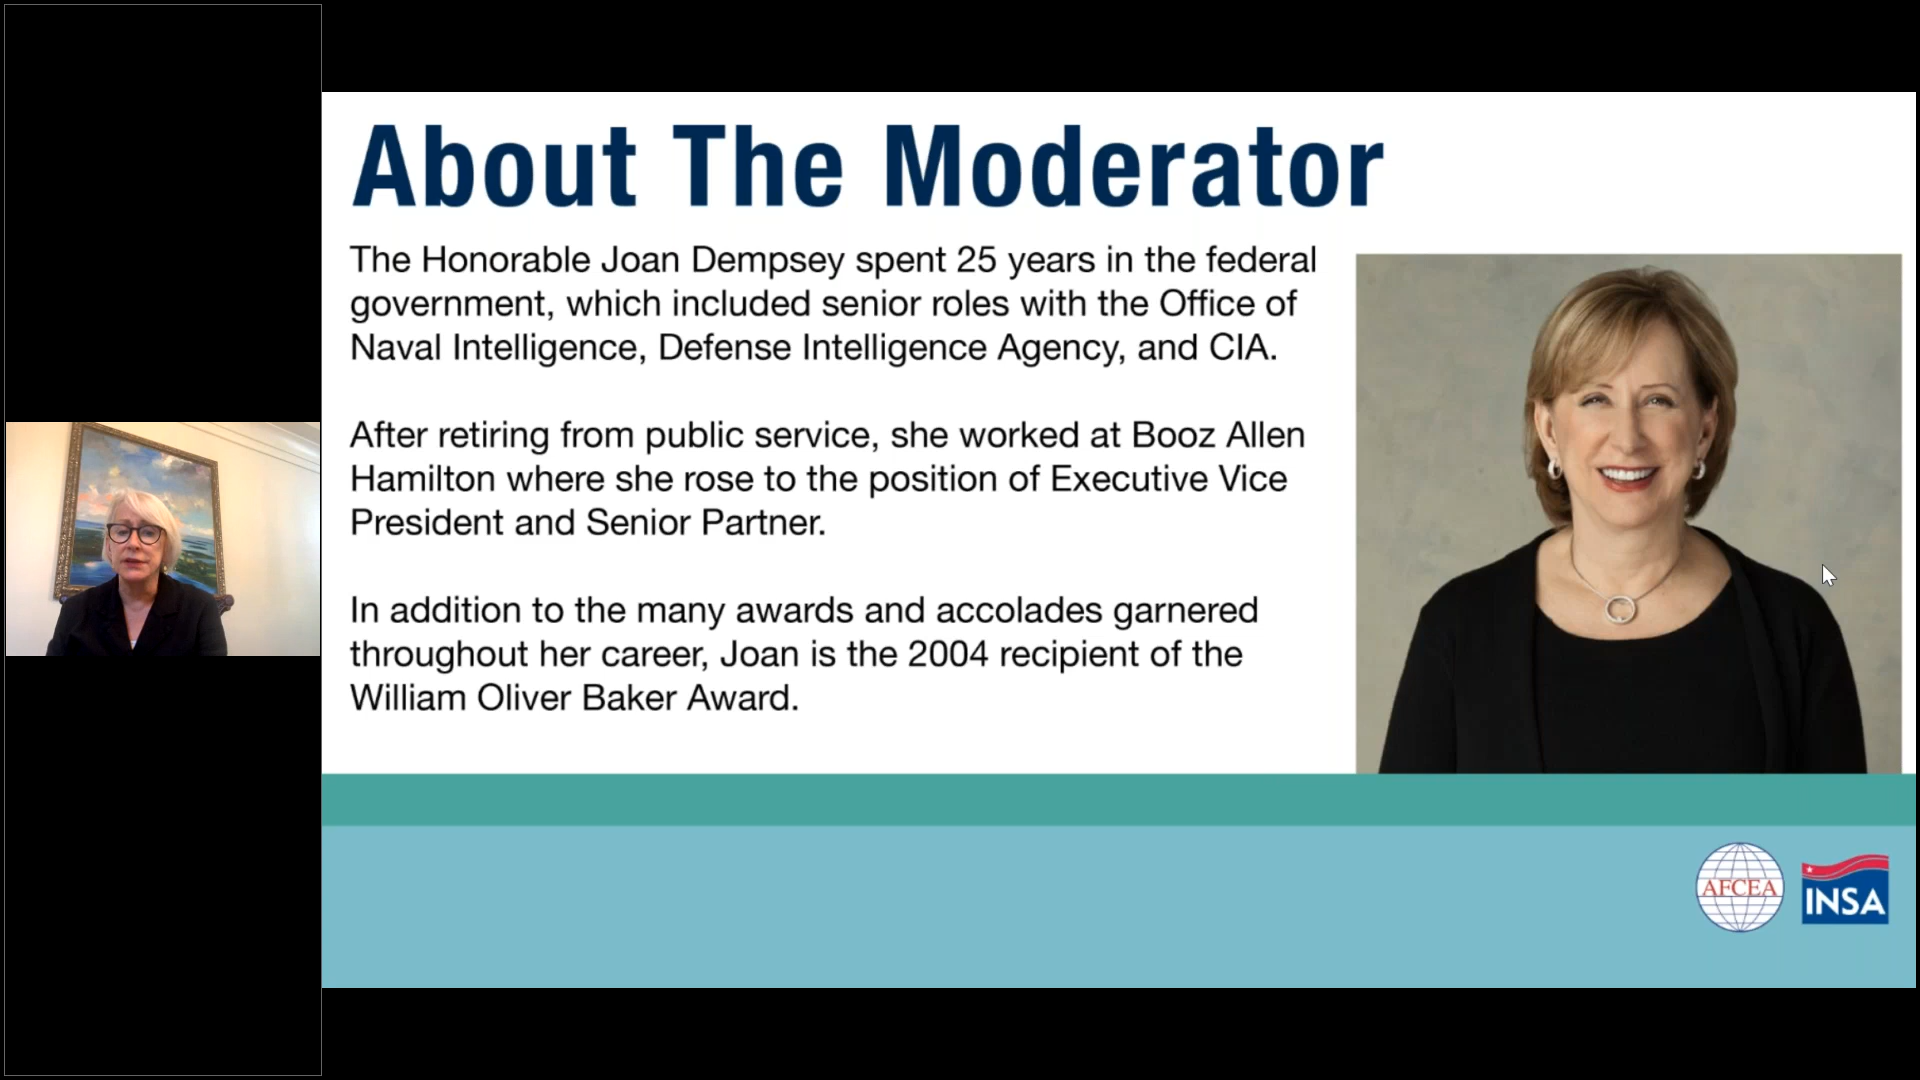 About The Moderator
The Honorable Joan Dempsey spent 25 years in the federal
government, which included senior roles with the Office of
Naval Intelligence, Defense Intelligence Agency, and CIA.
After retiring from public service, she worked at Booz Allen
Hamilton where she rose to the position of Executive Vice
President and Senior Partner.
In addition to the many awards and accolades garnered
throughout her career, Joan is the 2004 recipient of the
William Oliver Baker Award.
AFCEA
INSA